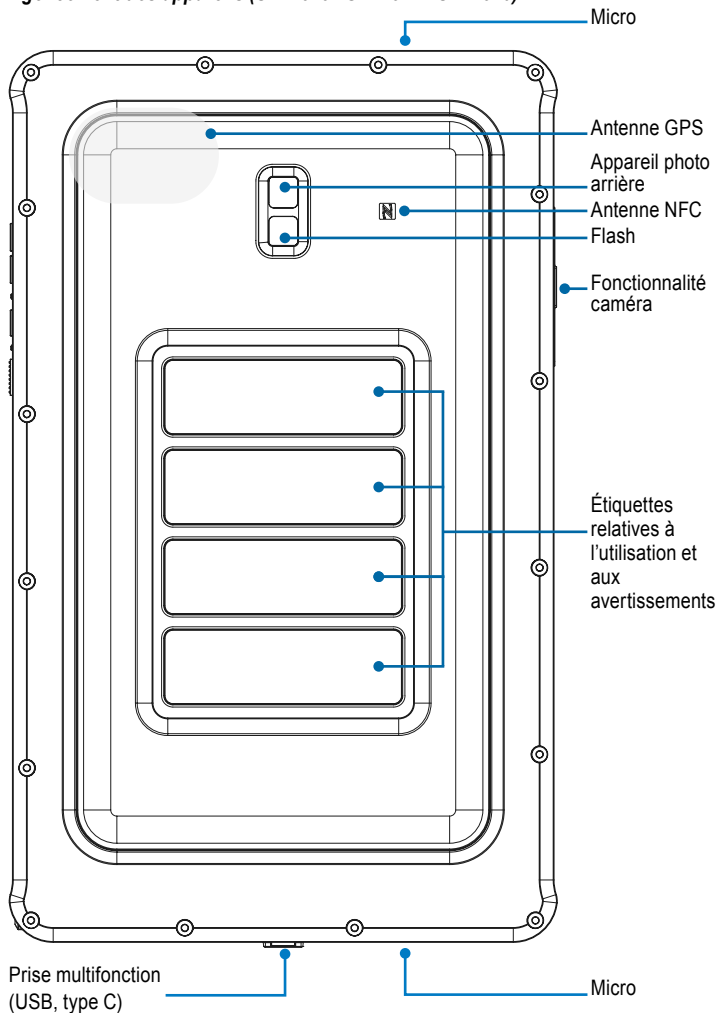 Micro
Antenne GPS
Appareil photo
arrière
Antenne NFC
Flash
Fonctionnalité
caméra
Étiquettes
relatives à
l'utilisation et
aux
avertissements
Prise multifonction
(USB, type C)
Micro